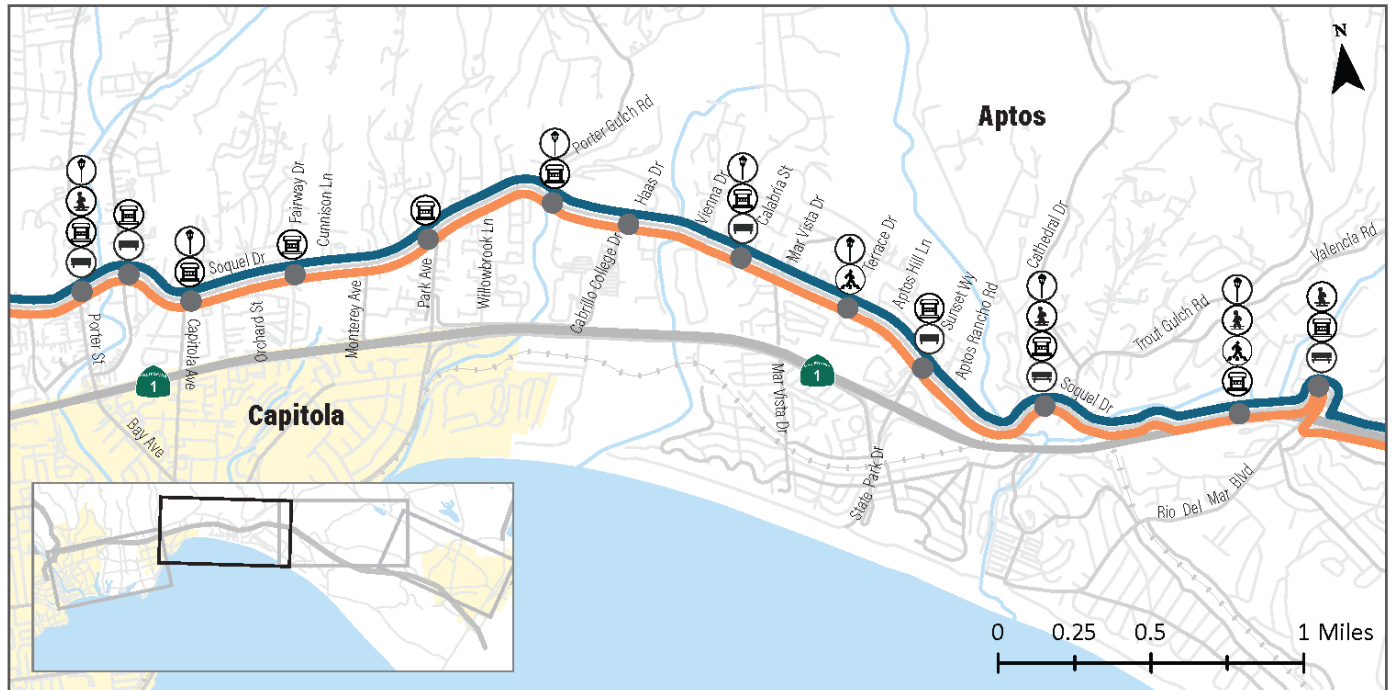 N
Aptos
Porter Gulch Rd
Haas Dr
Vienna Dr
Calabria St
Mar Vista Dr
Terrace Dr
Aptos Hill Ln
Sunset Wy
Aptos Rancho Rd
Cathedral Dr
Valencia Rd
Trout Gulch Rd
Soquel Dr
Fairway Dr
Cunnison Ln
Soquel Dr
Porter St
Capitola Ave
Orchard St
Monterey Ave
Park Ave
Willowbrook Ln
Cabrillo College Dr
1
1
Mar Vista Dr
Capitola
Bay Ave
State Park Dr
Rio Del Mar Blvd
0 0.25 0.5 1 Miles